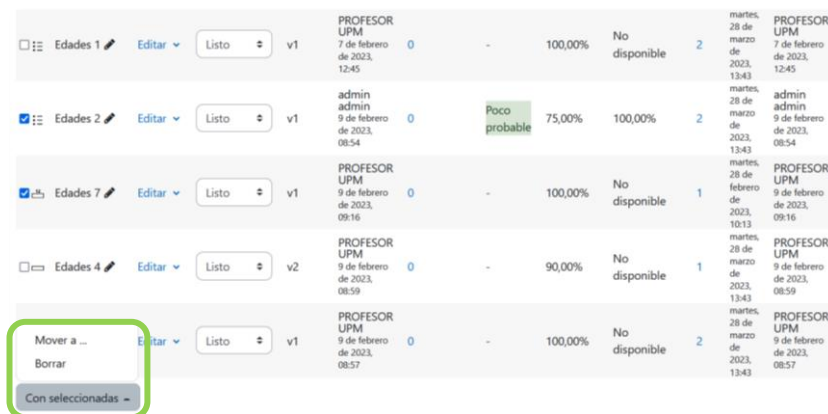 Edades 1 Editar Listo v1 PROFESOR UPM 7 de febrero de 2023, 12:45 0 - 100,00% No disponible 2 martes, 28 de marzo de 2023, 13:43 PROFESOR UPM 7 de febrero de 2023, 12:45
Edades 2 Editar Listo v1 admin admin 9 de febrero de 2023, 08:54 0 Poco probable 75,00% 100,00% 2 martes, 28 de marzo de 2023, 13:43 admin admin 9 de febrero de 2023, 08:54
Edades 7 Editar Listo v1 PROFESOR UPM 9 de febrero de 2023, 09:16 0 - 100,00% No disponible 1 martes, 28 de febrero de 2023, 10:13 PROFESOR UPM 9 de febrero de 2023, 09:16
Edades 4 Editar Listo v2 PROFESOR UPM 9 de febrero de 2023, 08:59 0 - 90,00% No disponible 1 martes, 28 de marzo de 2023, 13:43 PROFESOR UPM 9 de febrero de 2023, 08:59
Editar Listo v1 PROFESOR UPM 9 de febrero de 2023, 08:57 0 - 100,00% No disponible 2 martes, 28 de marzo de 2023, 13:43 PROFESOR UPM 9 de febrero de 2023, 08:57
Mover a ...
Borrar
Con seleccionadas